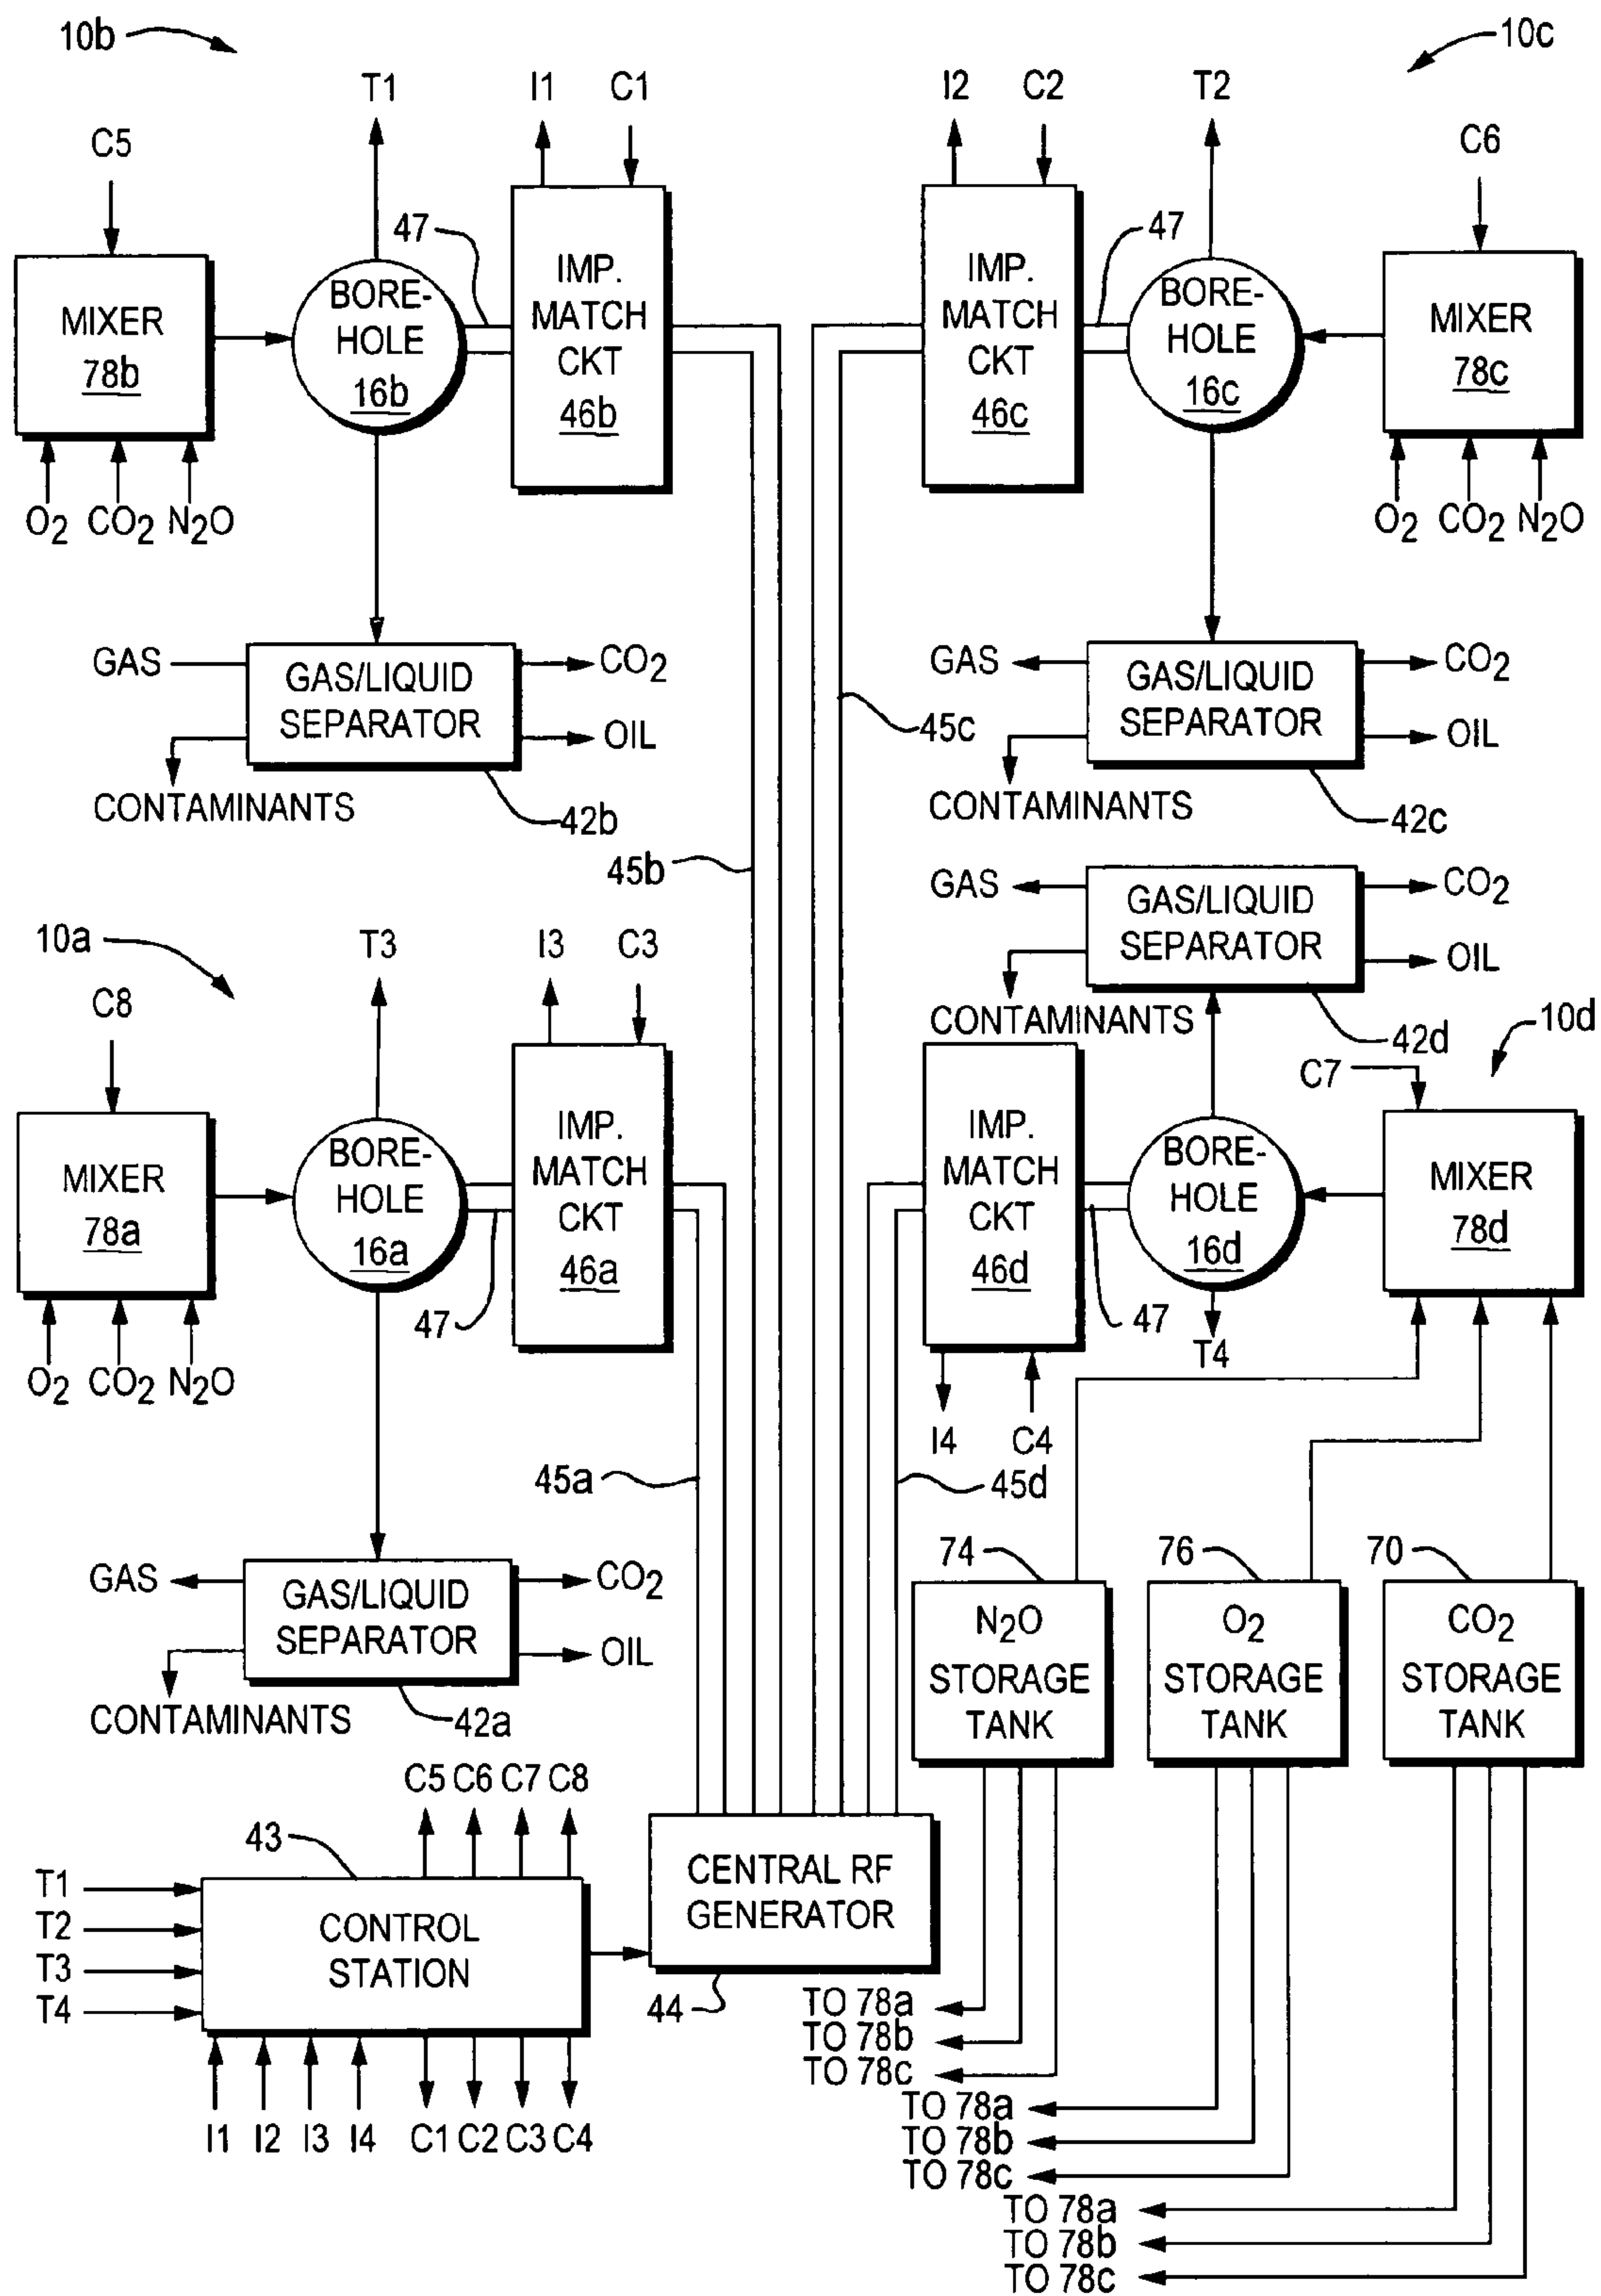 10b
10c
T1
I1
C1
I2
C2
T2
C5
C6
47
47
MIXER
78b
BORE-
HOLE
16b
IMP.
MATCH
CKT
46b
IMP.
MATCH
CKT
46c
BORE-
HOLE
16c
MIXER
78c
O2 CO2 N2O
O2 CO2 N2O
GAS
GAS/LIQUID
SEPARATOR
CO2
OIL
CONTAMINANTS
42b
GAS
GAS/LIQUID
SEPARATOR
CO2
OIL
CONTAMINANTS
42c
45c
45b
GAS
GAS/LIQUID
SEPARATOR
CO2
OIL
CONTAMINANTS
42d
10a
T3
I3
C3
C8
10d
C7
MIXER
78a
BORE-
HOLE
16a
IMP.
MATCH
CKT
46a
IMP.
MATCH
CKT
46d
BORE-
HOLE
16d
MIXER
78d
47
47
T4
O2 CO2 N2O
I4
C4
45a
45d
74
76
70
GAS
GAS/LIQUID
SEPARATOR
CO2
OIL
CONTAMINANTS
42a
N2O
STORAGE
TANK
O2
STORAGE
TANK
CO2
STORAGE
TANK
C5 C6 C7 C8
43
T1
T2
T3
T4
CONTROL
STATION
CENTRAL RF
GENERATOR
44
I1 I2 I3 I4 C1 C2 C3 C4
TO 78a
TO 78b
TO 78c
TO 78a
TO 78b
TO 78c
TO 78a
TO 78b
TO 78c